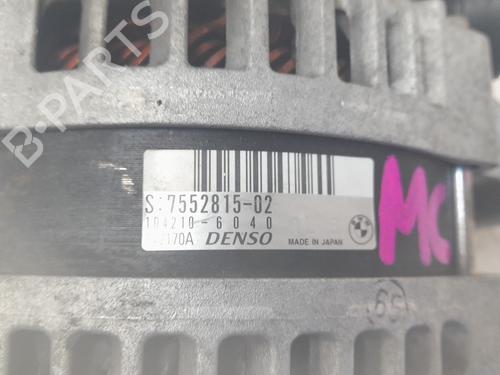 B-PARTS
S:7552815-02
104210-6040
170A DENSO MADE IN JAPAN
MC